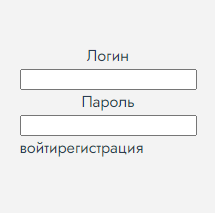 Логин
Пароль
войтирегистрация